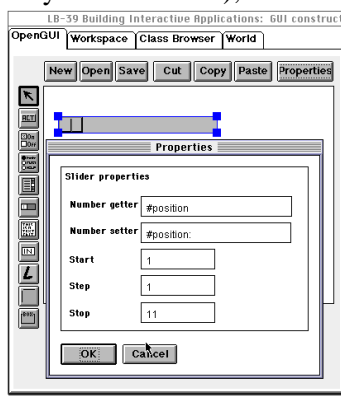 LB-39 Building Interactive Applications: GUI construct
OpenGUI Workspace Class Browser World
New Open Save Cut Copy Paste Properties
Properties
Slider properties
Number getter #position
Number setter #position:
Start 1
Step 1
Stop 11
OK Cancel